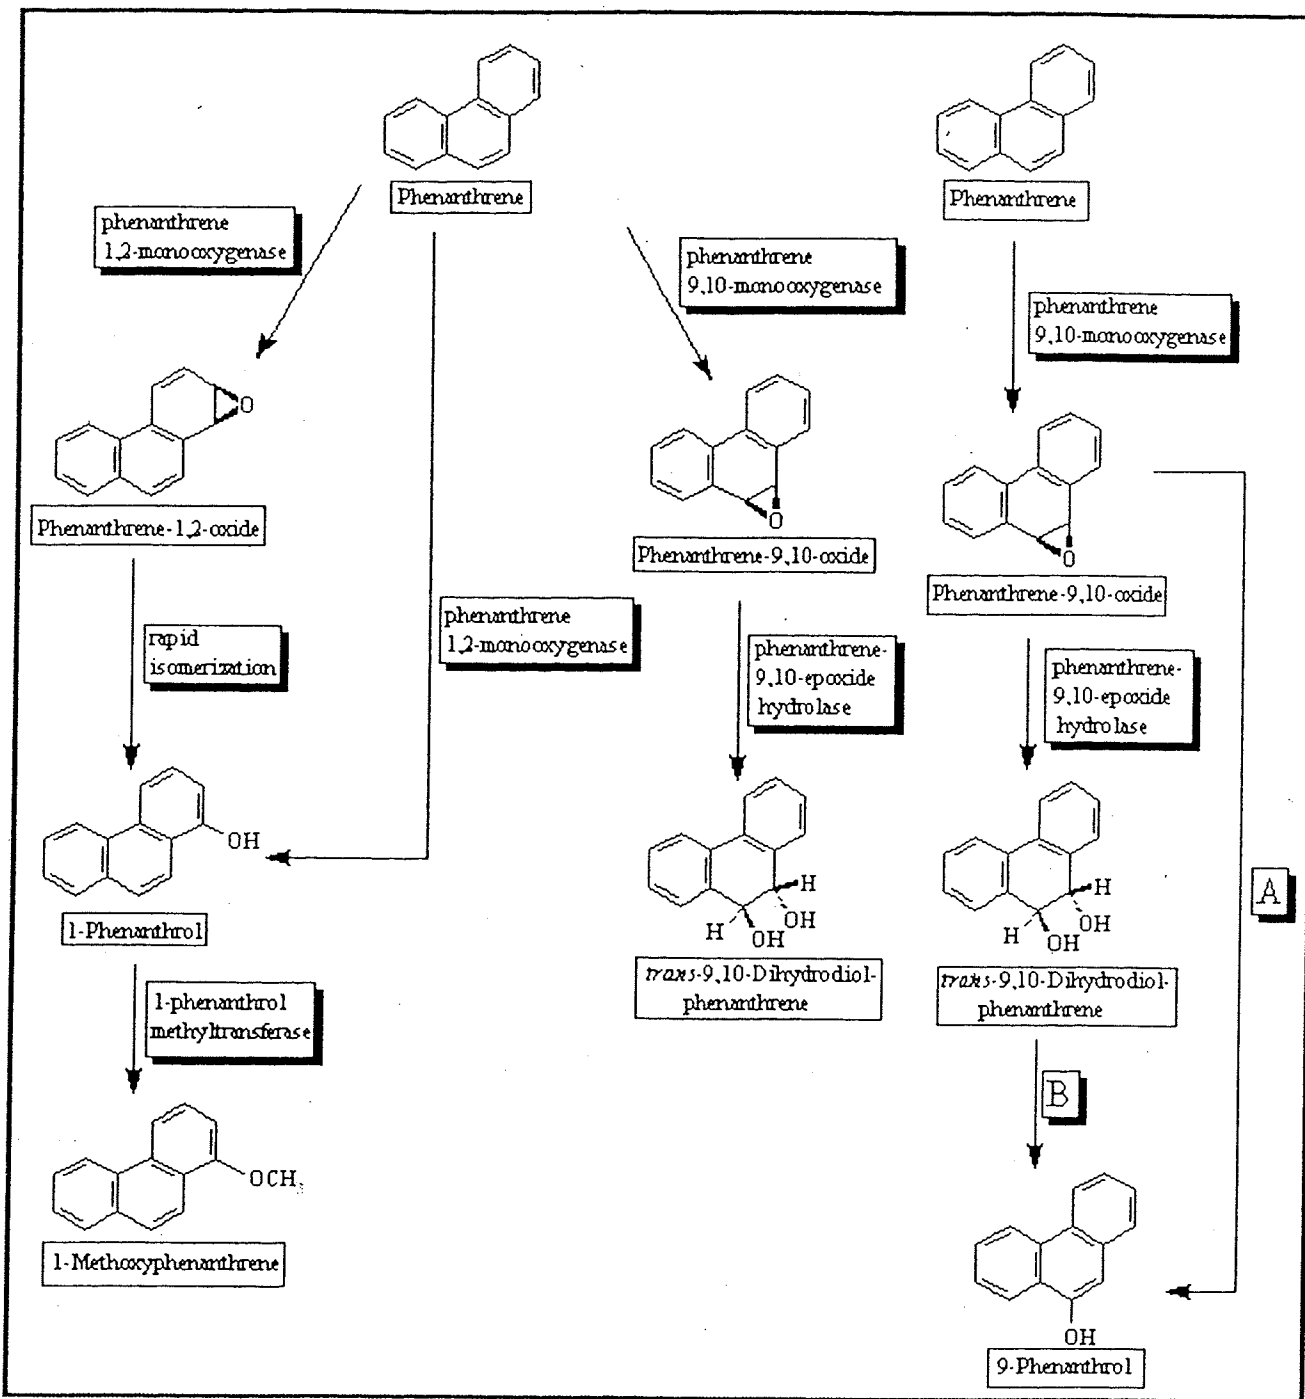 Phenanthrene
Phenanthrene
phenanthrene
1,2-monooxygenase
phenanthrene
9,10-monooxygenase
phenanthrene
9,10-monooxygenase
O
Phenanthrene-1,2-oxide
O
Phenanthrene-9,10-oxide
O
Phenanthrene-9,10-oxide
rapid
isomerization
phenanthrene
1,2-monooxygenase
phenanthrene-
9,10-epoxide
hydrolase
phenanthrene-
9,10-epoxide
hydrolase
OH
1-Phenanthrol
H
OH
H
OH
trans-9,10-Dihydrodiol-
phenanthrene
H
OH
H
OH
trans-9,10-Dihydrodiol-
phenanthrene
A
1-phenanthrol
methyltransferase
B
OCH3
1-Methoxyphenanthrene
OH
9-Phenanthrol